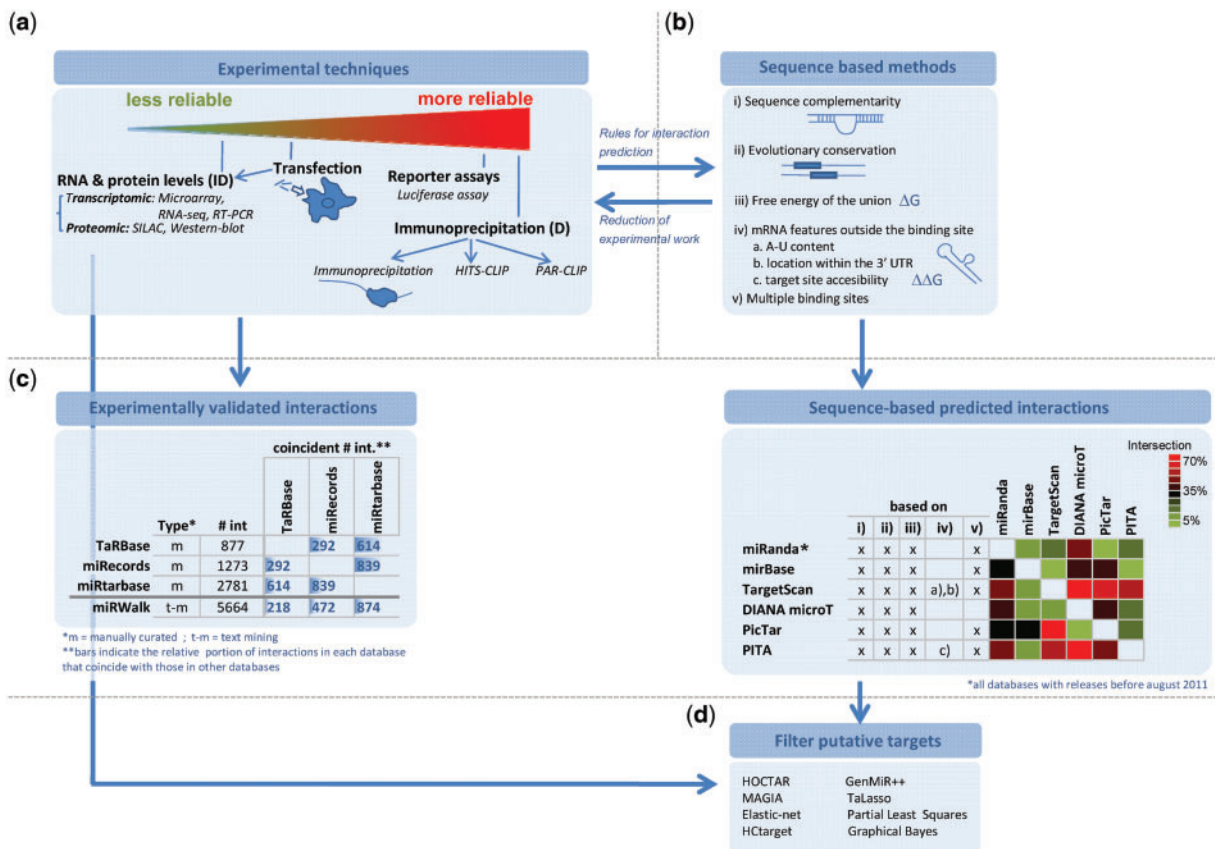 (a)
Experimental techniques
less reliable
more reliable
RNA & protein levels (ID)
Transcriptomic: Microarray,
RNA-seq, RT-PCR
Proteomic: SILAC, Western-blot
Transfection
Reporter assays
Luciferase assay
Immunoprecipitation (D)
Immunoprecipitation HITS-CLIP PAR-CLIP
Rules for interaction
prediction
Reduction of
experimental work
(b)
Sequence based methods
i) Sequence complementarity
ii) Evolutionary conservation
iii) Free energy of the union ΔG
iv) mRNA features outside the binding site
a. A-U content
b. location within the 3' UTR
c. target site accesibility ΔΔG
v) Multiple binding sites
(c)
Experimentally validated interactions
coincident # int.**
Type* # int TaRBase miRecords miRtarbase
TaRBase m 877 292 614
miRecords m 1273 292 839
miRtarbase m 2781 614 839
miRWalk t-m 5664 218 472 874
*m = manually curated ; t-m = text mining
**bars indicate the relative portion of interactions in each database
that coincide with those in other databases
Sequence-based predicted interactions
Intersection
70%
35%
5%
based on
i) ii) iii) iv) v) miRanda mirBase TargetScan DIANA microT PicTar PITA
miRanda* x x x x
mirBase x x x x
TargetScan x x x a),b) x
DIANA microT x x x
PicTar x x x x
PITA x x x c) x
*all databases with releases before august 2011
(d)
Filter putative targets
HOCTAR GenMiR++
MAGIA TaLasso
Elastic-net Partial Least Squares
HCtarget Graphical Bayes